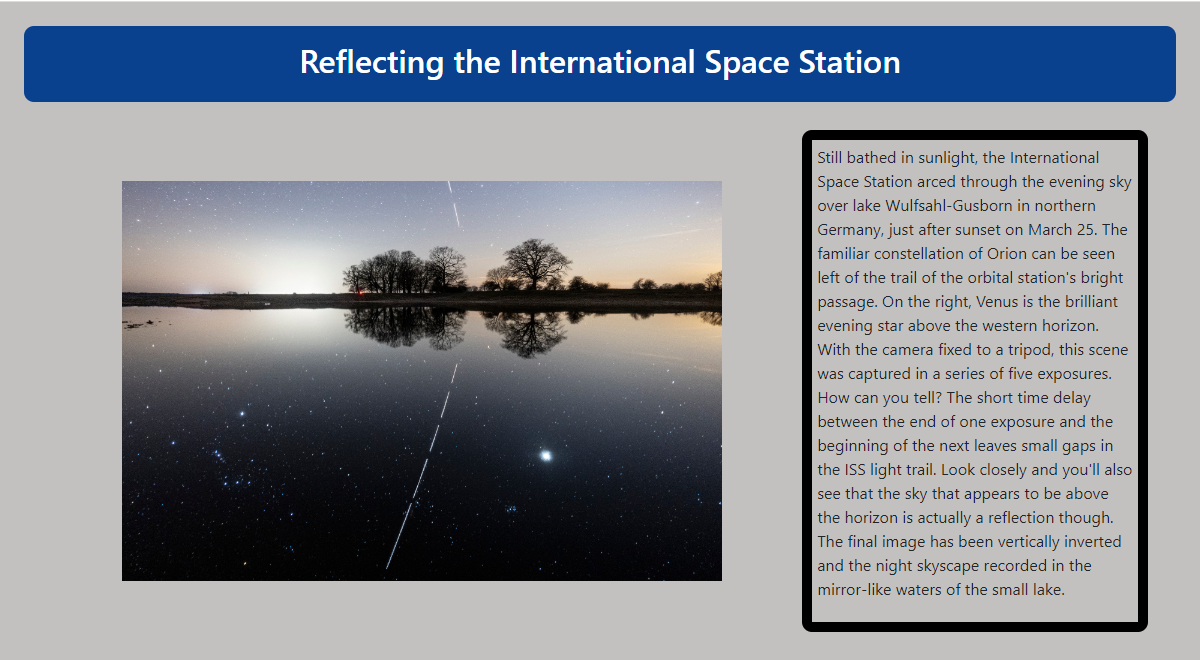 Reflecting the International Space Station
Still bathed in sunlight, the International
Space Station arced through the evening sky
over lake Wulfsahl-Gusborn in northern
Germany, just after sunset on March 25. The
familiar constellation of Orion can be seen
left of the trail of the orbital station's bright
passage. On the right, Venus is the brilliant
evening star above the western horizon.
With the camera fixed to a tripod, this scene
was captured in a series of five exposures.
How can you tell? The short time delay
between the end of one exposure and the
beginning of the next leaves small gaps in
the ISS light trail. Look closely and you'll also
see that the sky that appears to be above
the horizon is actually a reflection though.
The final image has been vertically inverted
and the night skyscape recorded in the
mirror-like waters of the small lake.